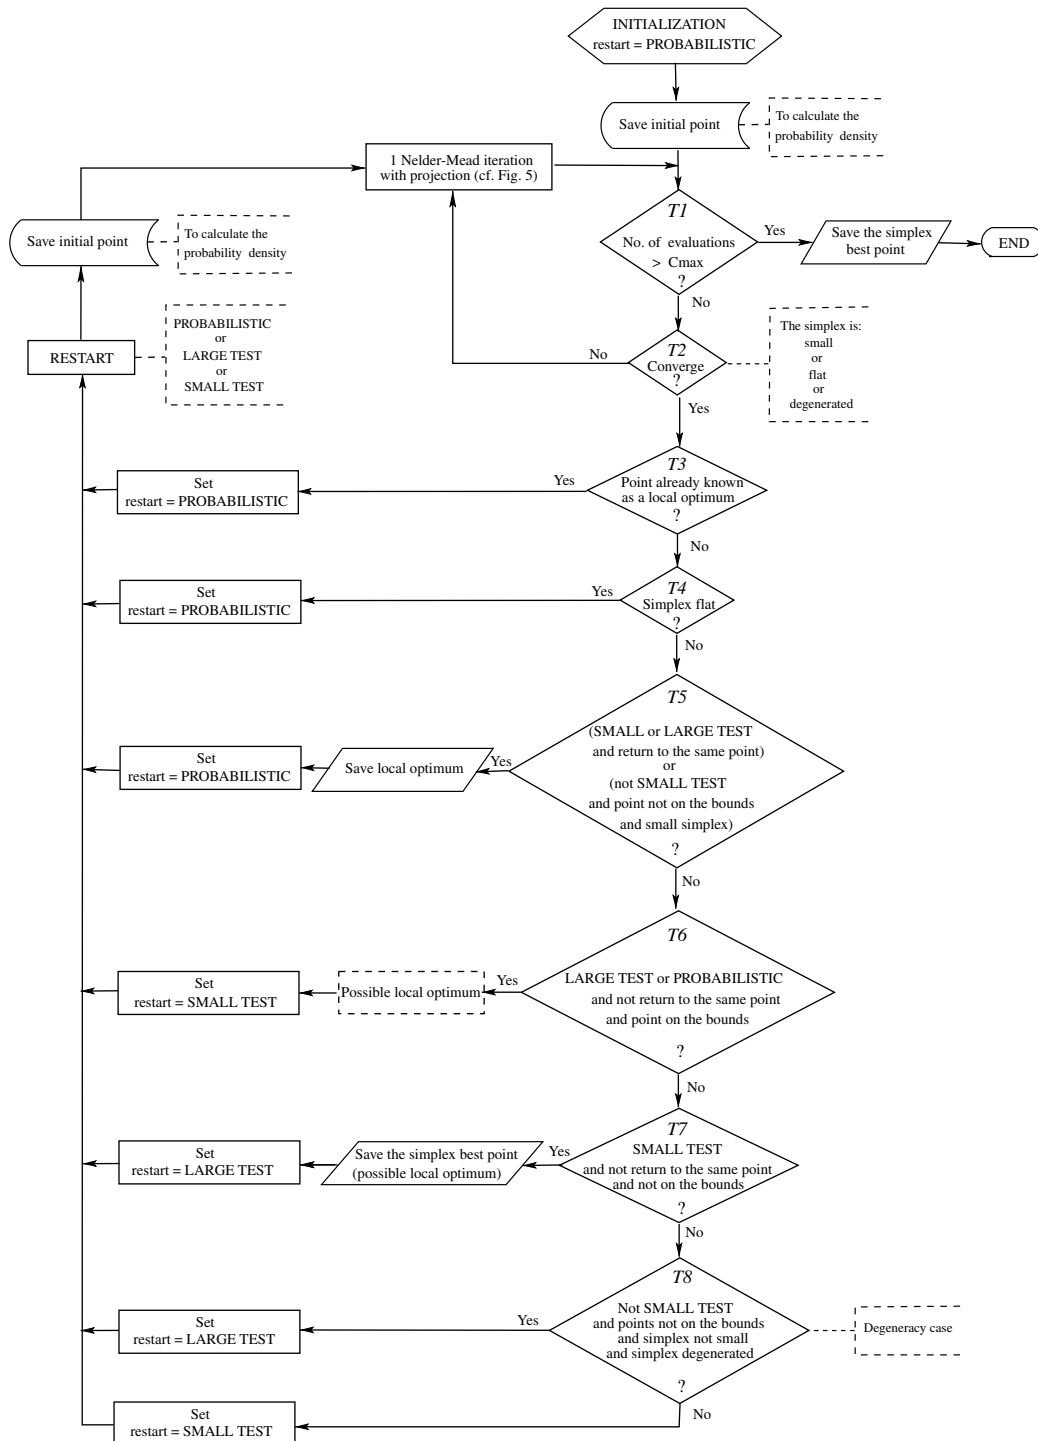 INITIALIZATION
restart = PROBABILISTIC
Save initial point
To calculate the
probability density
1 Nelder-Mead iteration
with projection (cf. Fig. 5)
T1
No. of evaluations
> Cmax
?
Yes
Save the simplex
best point
END
No
Save initial point
To calculate the
probability density
PROBABILISTIC
or
LARGE TEST
or
SMALL TEST
RESTART
T2
Converge
?
No
The simplex is:
small
or
flat
or
degenerated
Yes
T3
Point already known
as a local optimum
?
Yes
Set
restart = PROBABILISTIC
No
T4
Simplex flat
?
Yes
Set
restart = PROBABILISTIC
No
T5
(SMALL or LARGE TEST
and return to the same point)
or
(not SMALL TEST
and point not on the bounds
and small simplex)
?
Yes
Save local optimum
Set
restart = PROBABILISTIC
No
T6
LARGE TEST or PROBABILISTIC
and not return to the same point
and point on the bounds
?
Yes
Possible local optimum
Set
restart = SMALL TEST
No
T7
SMALL TEST
and not return to the same point
and not on the bounds
?
Yes
Save the simplex best point
(possible local optimum)
Set
restart = LARGE TEST
No
T8
Not SMALL TEST
and points not on the bounds
and simplex not small
and simplex degenerated
?
Yes
Set
restart = LARGE TEST
Degeneracy case
No
Set
restart = SMALL TEST